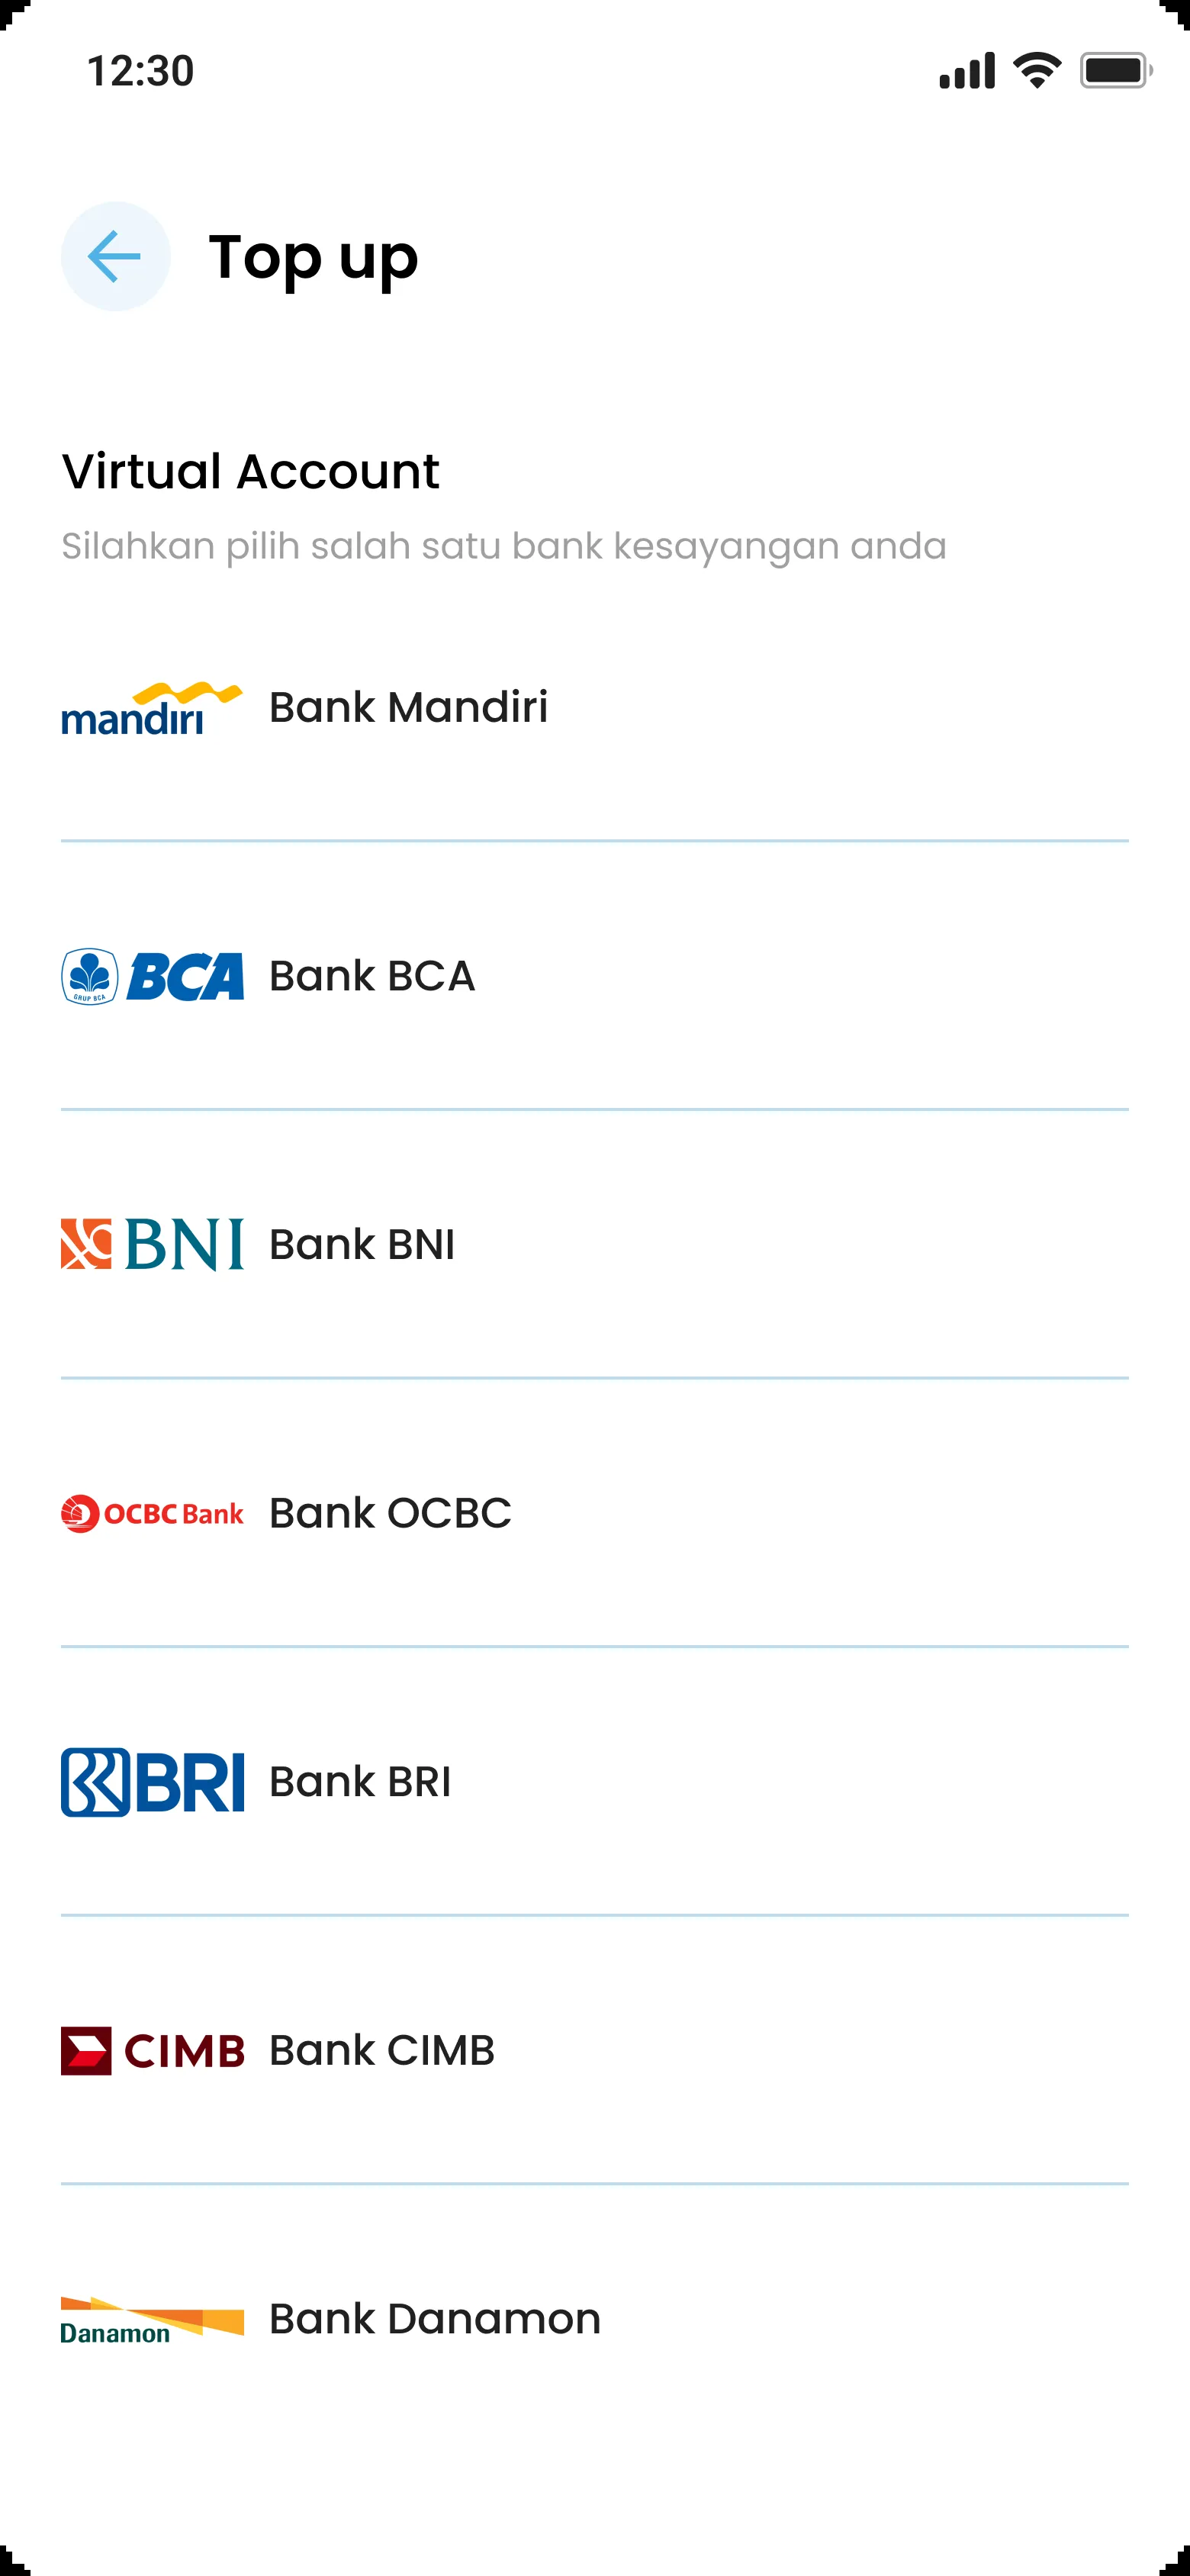 12:30
Top up
Virtual Account
Silahkan pilih salah satu bank kesayangan anda
mandırı Bank Mandiri
GRUP BCA BCA Bank BCA
BNI Bank BNI
OCBC Bank Bank OCBC
BRI Bank BRI
CIMB Bank CIMB
Danamon Bank Danamon